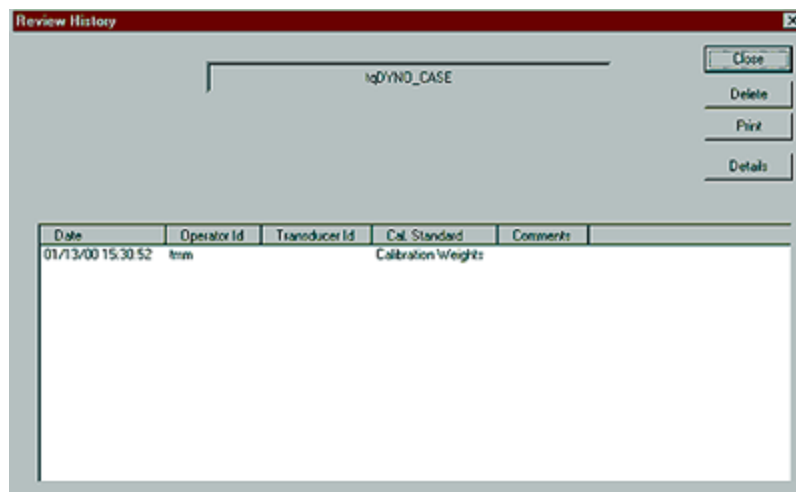 Review History
tqDYNO_CASE
Close
Delete
Print
Details
Date Operator Id Transducer Id Cal. Standard Comments
01/13/00 15:30:52 tmm Calibration Weights